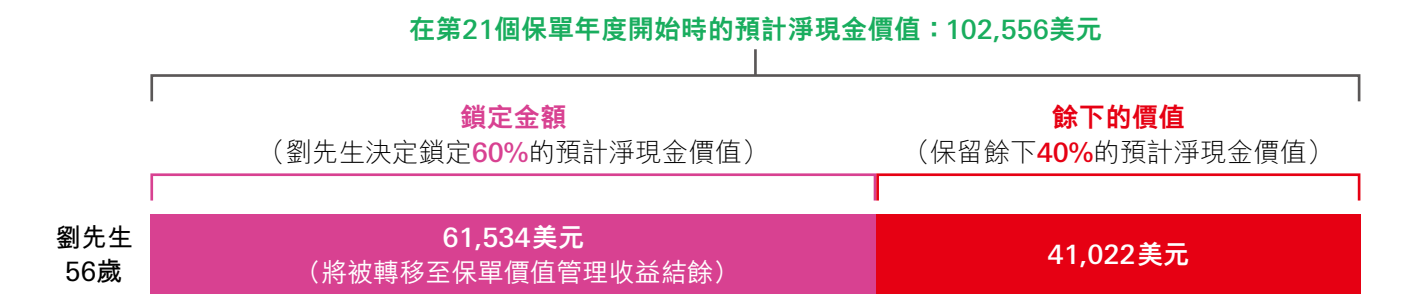 在第21個保單年度開始時的預計淨現金價值：102,556美元
鎖定金額
（劉先生決定鎖定60%的預計淨現金價值）
餘下的價值
（保留餘下40%的預計淨現金價值）
劉先生
56歲
61,534美元
（將被轉移至保單價值管理收益結餘）
41,022美元